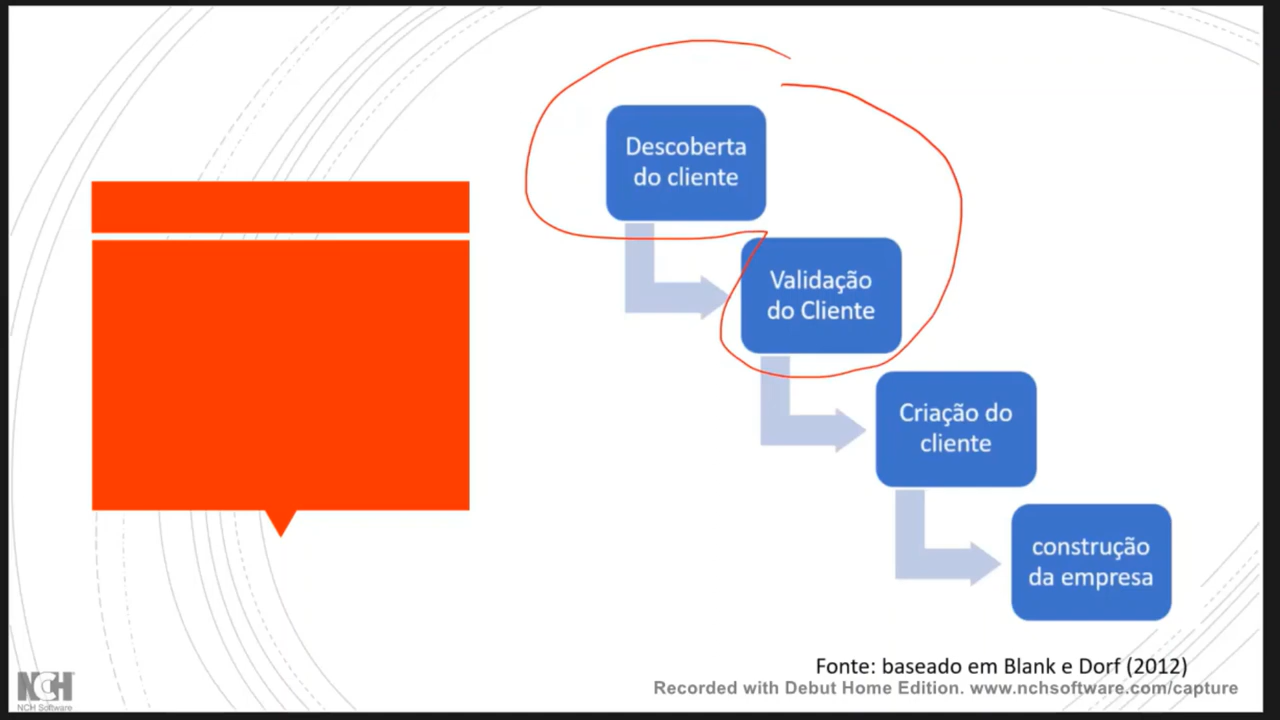 Descoberta
do cliente
Validação
do Cliente
Criação do
cliente
construção
da empresa
Fonte: baseado em Blank e Dorf (2012)
Recorded with Debut Home Edition. www.nchsoftware.com/capture
NCH
NCH Software